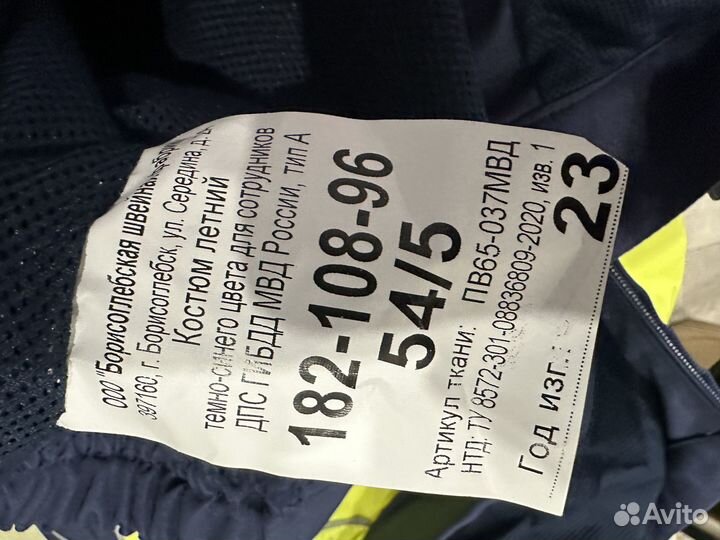 ООО "Борисоглебская швейная
397160, г. Борисоглебск, ул. Середина, д.
Костюм летний
темно-синего цвета для сотрудников
ДПС ГИБДД МВД России, тип А
182-108-96
54/5
Артикул ткани: ПВ65-037МВД
НТД: ТУ 8572-301-08836809-2020, изв. 1
Год изг. 23
Avito